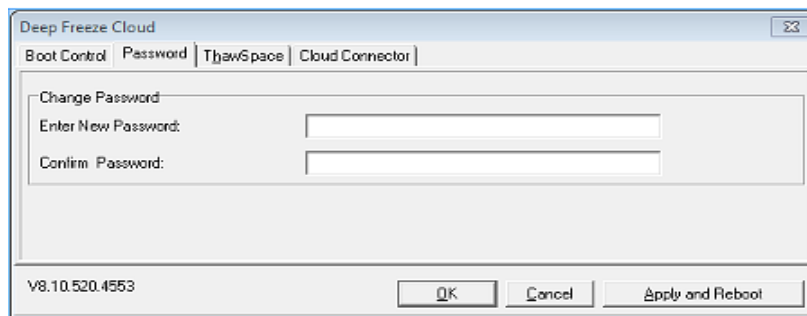 Deep Freeze Cloud
Boot Control Password ThawSpace Cloud Connector
Change Password
Enter New Password:
Confirm Password:
V8.10.520.4553
OK Cancel Apply and Reboot